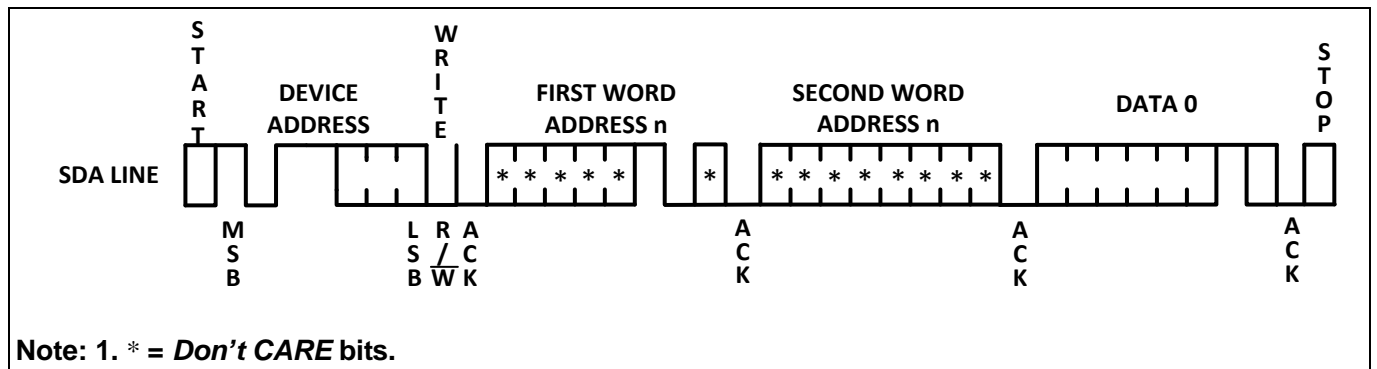 START
WRITE
STOP
DEVICE
ADDRESS
FIRST WORD
ADDRESS n
SECOND WORD
ADDRESS n
DATA 0
SDA LINE
* * * * * * * * * * * * * *
MSB
LSB
R/W
ACK
ACK
ACK
ACK
Note: 1. * = Don't CARE bits.